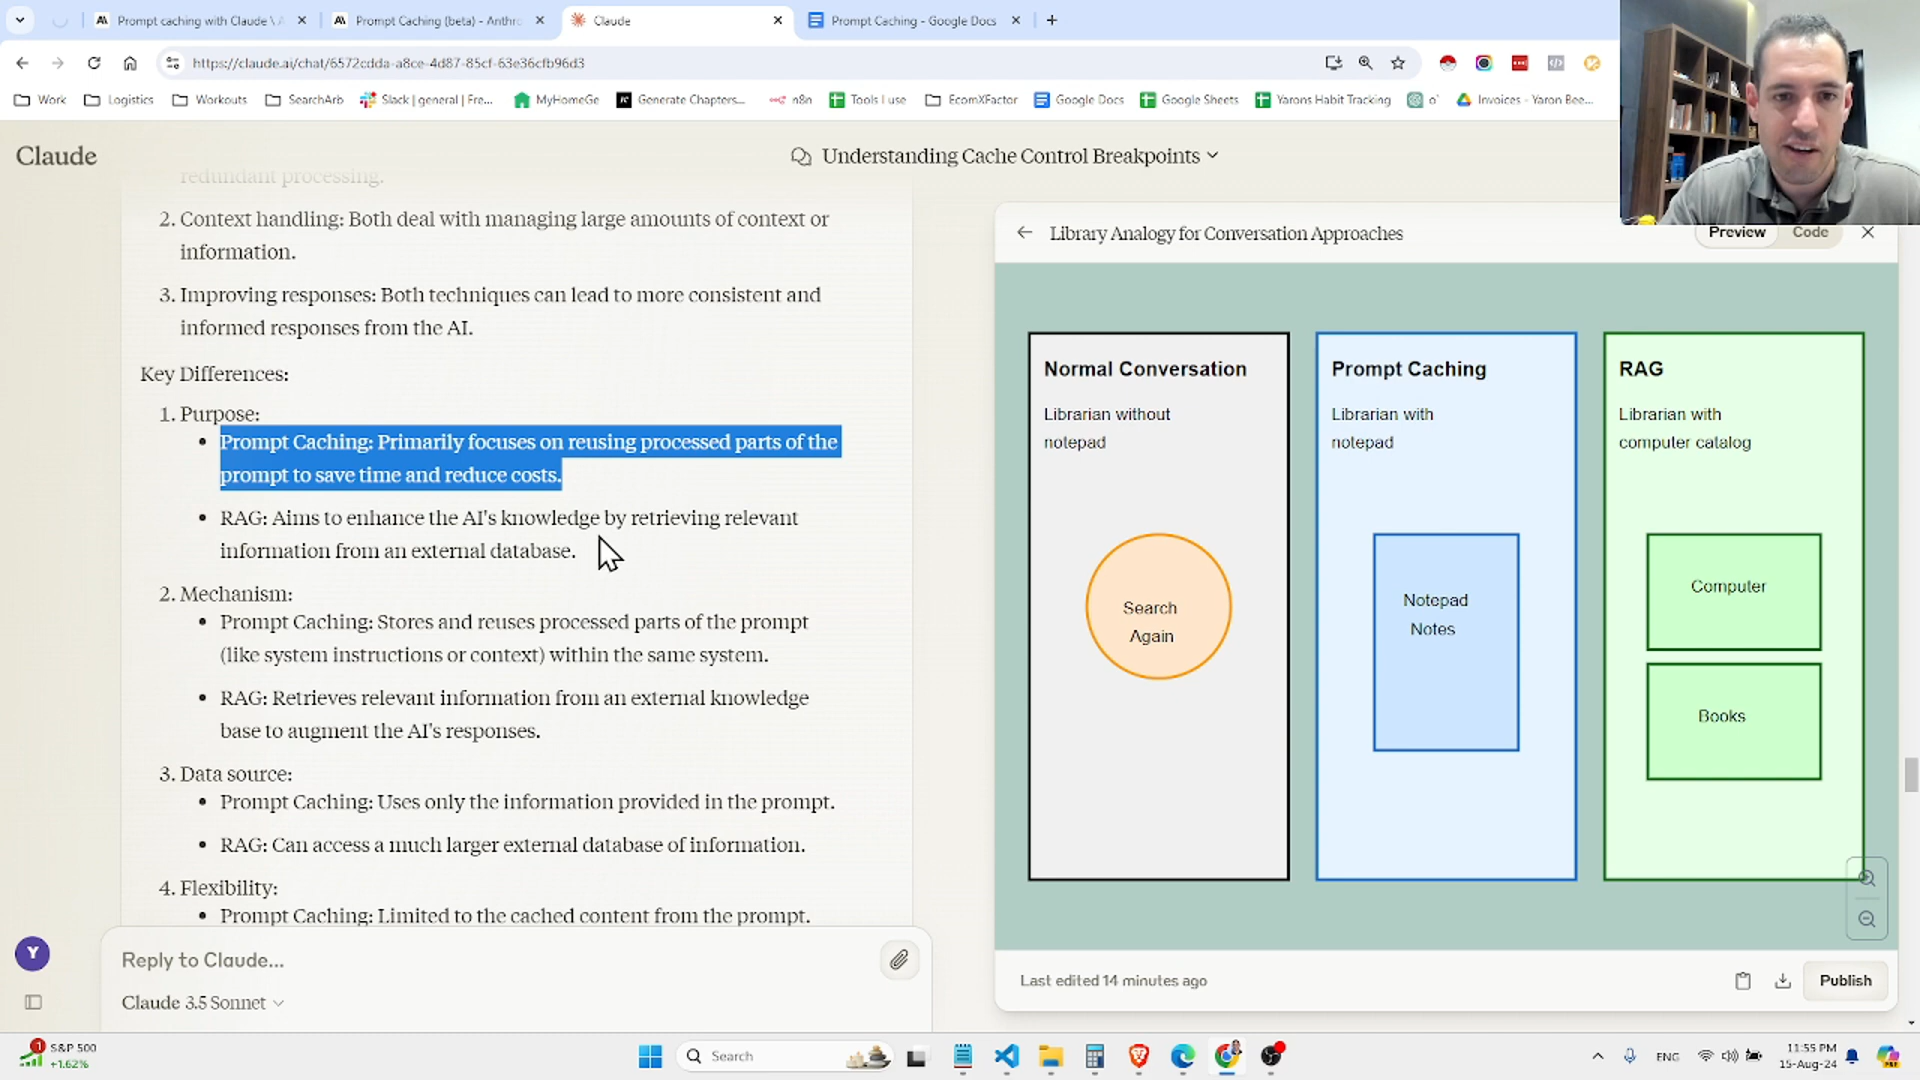 Prompt caching with Claude \ A
Prompt Caching (beta) - Anthro
Claude
Prompt Caching - Google Docs
https://claude.ai/chat/6572cdda-a8ce-4d87-85cf-63e36cfb96d3
Work
Logistics
Workouts
SearchArb
Slack | general | Fre...
MyHomeGe
Generate Chapters...
n8n
Tools I use
EcomXFactor
Google Docs
Google Sheets
Yarons Habit Tracking
o'
Invoices - Yaron Bee...
Claude
Understanding Cache Control Breakpoints
redundant processing.
2. Context handling: Both deal with managing large amounts of context or
information.
3. Improving responses: Both techniques can lead to more consistent and
informed responses from the AI.
Key Differences:
1. Purpose:
• Prompt Caching: Primarily focuses on reusing processed parts of the
prompt to save time and reduce costs.
• RAG: Aims to enhance the AI's knowledge by retrieving relevant
information from an external database.
2. Mechanism:
• Prompt Caching: Stores and reuses processed parts of the prompt
(like system instructions or context) within the same system.
• RAG: Retrieves relevant information from an external knowledge
base to augment the AI's responses.
3. Data source:
• Prompt Caching: Uses only the information provided in the prompt.
• RAG: Can access a much larger external database of information.
4. Flexibility:
• Prompt Caching: Limited to the cached content from the prompt.
Y
Reply to Claude...
Claude 3.5 Sonnet
Library Analogy for Conversation Approaches
Preview
Code
Normal Conversation
Librarian without
notepad
Search
Again
Prompt Caching
Librarian with
notepad
Notepad
Notes
RAG
Librarian with
computer catalog
Computer
Books
Last edited 14 minutes ago
Publish
1
S&P 500
+1.62%
Search
ENG
11:55 PM
15-Aug-24